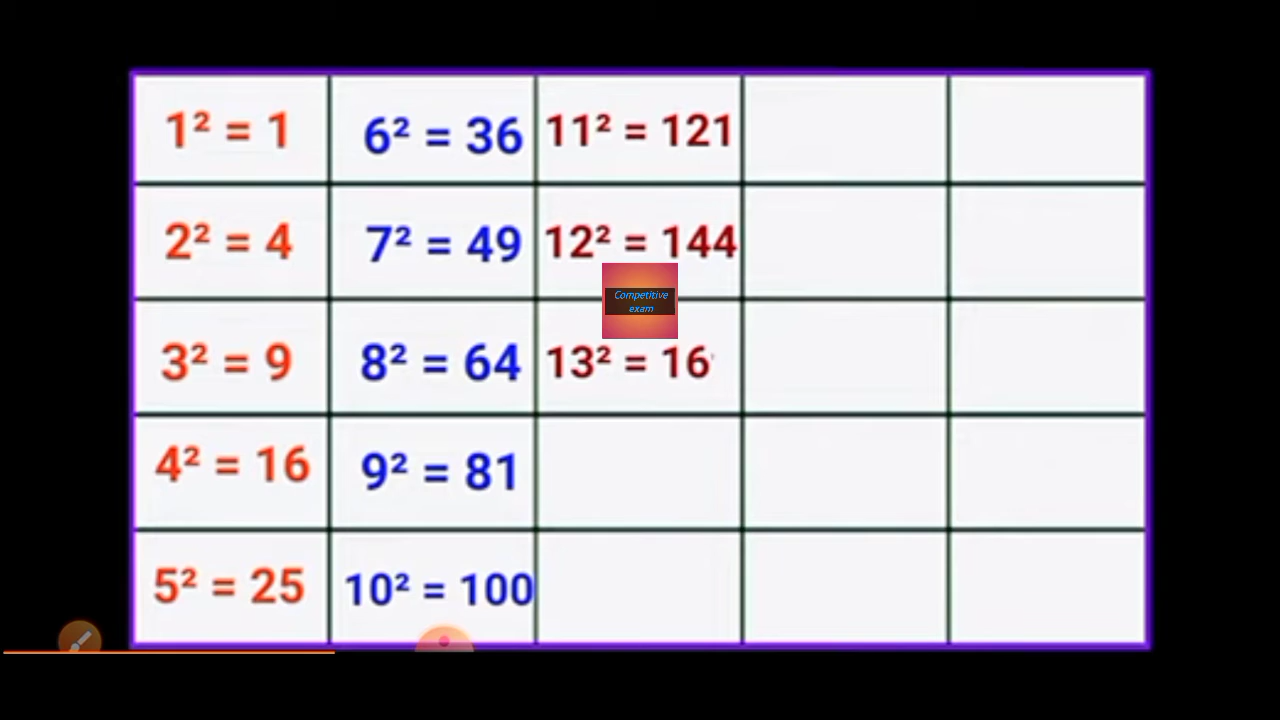 1² = 1
6² = 36
11² = 121
2² = 4
7² = 49
12² = 144
Competitive
exam
3² = 9
8² = 64
13² = 16
4² = 16
9² = 81
5² = 25
10² = 100